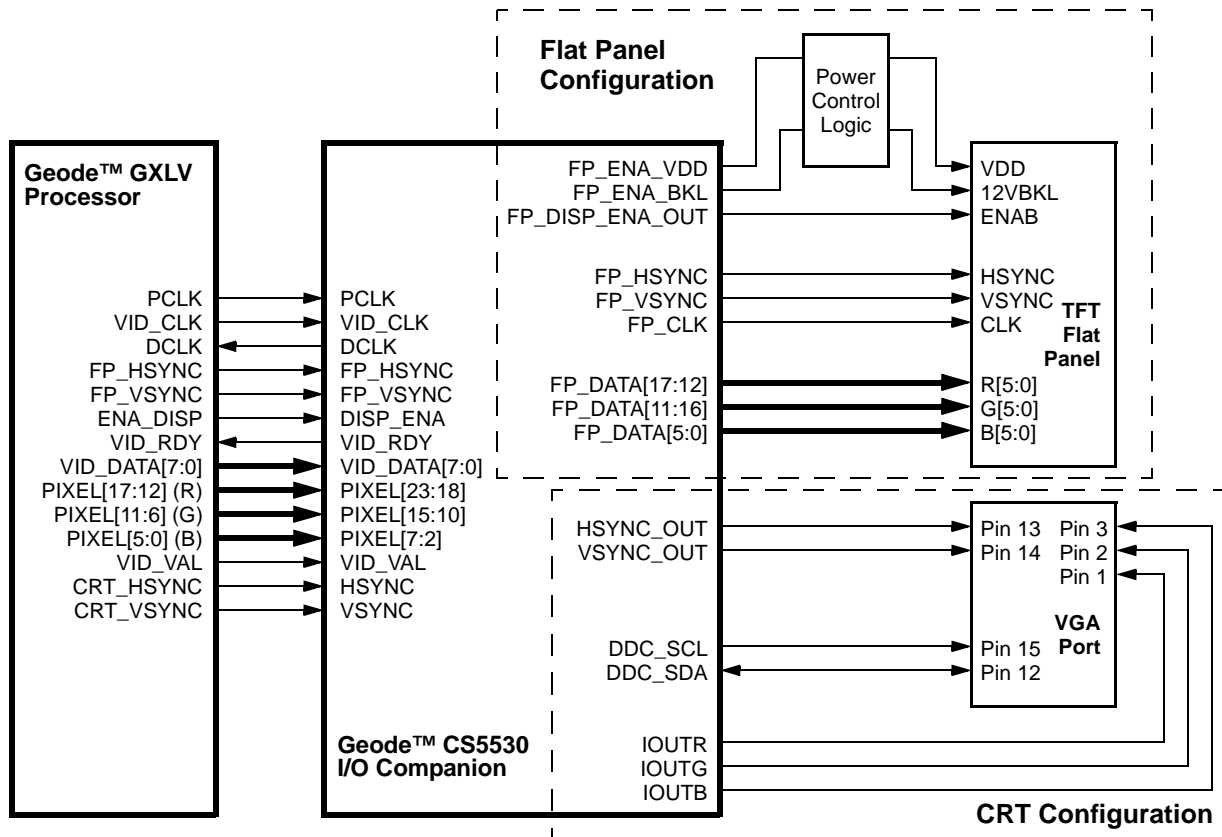 Flat Panel
Configuration
Power
Control
Logic
Geode™ GXLV
Processor
PCLK
VID_CLK
DCLK
FP_HSYNC
FP_VSYNC
ENA_DISP
VID_RDY
VID_DATA[7:0]
PIXEL[17:12] (R)
PIXEL[11:6] (G)
PIXEL[5:0] (B)
VID_VAL
CRT_HSYNC
CRT_VSYNC
PCLK
VID_CLK
DCLK
FP_HSYNC
FP_VSYNC
DISP_ENA
VID_RDY
VID_DATA[7:0]
PIXEL[23:18]
PIXEL[15:10]
PIXEL[7:2]
VID_VAL
HSYNC
VSYNC
Geode™ CS5530
I/O Companion
FP_ENA_VDD
FP_ENA_BKL
FP_DISP_ENA_OUT
FP_HSYNC
FP_VSYNC
FP_CLK
FP_DATA[17:12]
FP_DATA[11:16]
FP_DATA[5:0]
HSYNC_OUT
VSYNC_OUT
DDC_SCL
DDC_SDA
IOUTR
IOUTG
IOUTB
VDD
12VBKL
ENAB
HSYNC
VSYNC
CLK
TFT
Flat
Panel
R[5:0]
G[5:0]
B[5:0]
Pin 13 Pin 3
Pin 14 Pin 2
Pin 1
VGA
Port
Pin 15
Pin 12
CRT Configuration